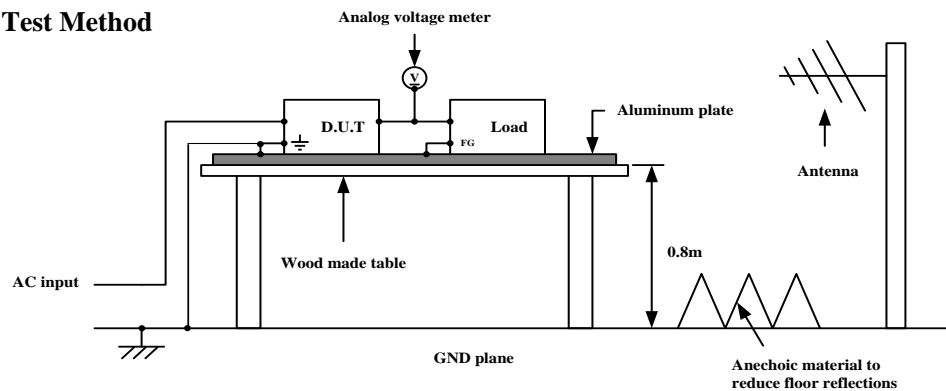 Test Method
Analog voltage meter
V
D.U.T
Load
FG
Aluminum plate
Antenna
Wood made table
0.8m
AC input
GND plane
Anechoic material to
reduce floor reflections